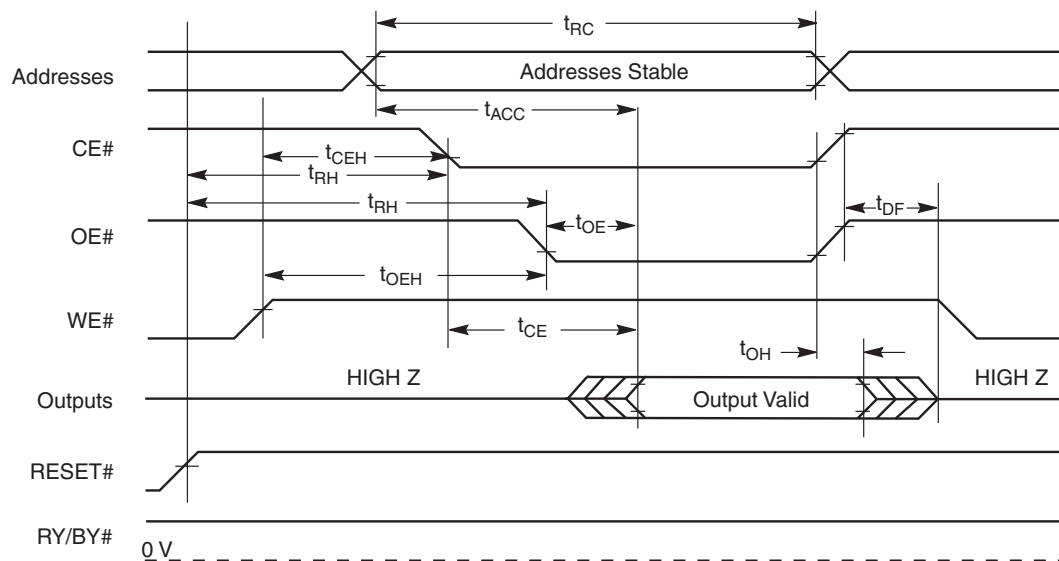 tRC
Addresses
Addresses Stable
tACC
CE#
tCEH
tRH
tRH
tDF
OE#
tOE
tOEH
WE#
tCE
tOH
HIGH Z
HIGH Z
Outputs
Output Valid
RESET#
RY/BY#
0 V